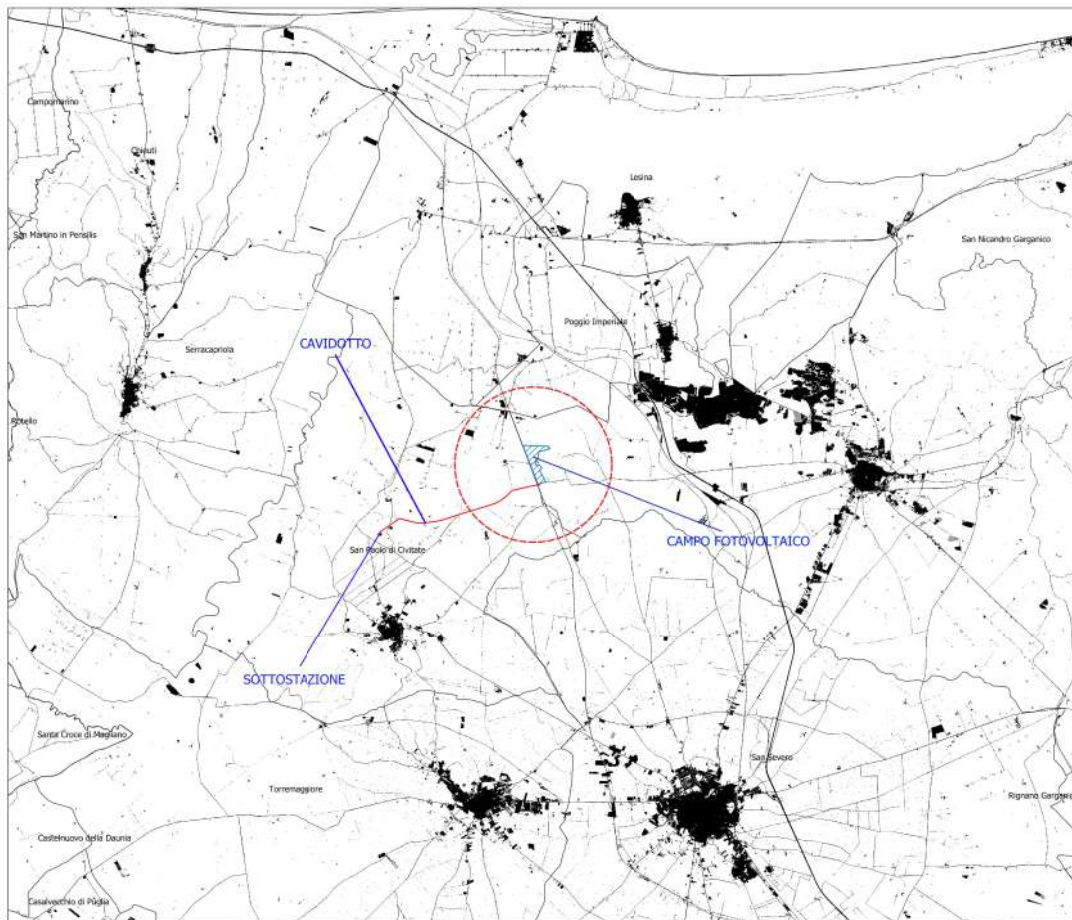 Campomarino
Chieuti
Lesina
San Martino in Pensilis
San Nicandro Garganico
Poggio Imperiale
CAVIDOTTO
Serracapriola
Rotello
CAMPO FOTOVOLTAICO
San Paolo di Civitate
SOTTOSTAZIONE
Santa Croce di Magliano
San Severo
Torremaggiore
Rignano Garganico
Castelnuovo della Daunia
Casalvecchio di Puglia